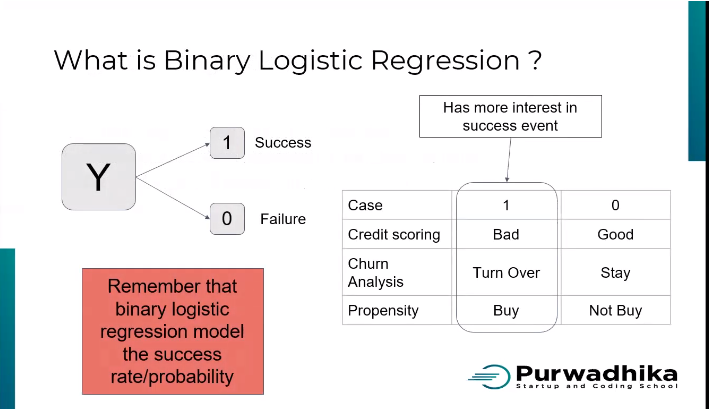 What is Binary Logistic Regression ?
Has more interest in
success event
Y
1 Success
0 Failure
Case 1 0
Credit scoring Bad Good
Churn
Analysis Turn Over Stay
Propensity Buy Not Buy
Remember that
binary logistic
regression model
the success
rate/probability
Purwadhika
Startup and Coding School